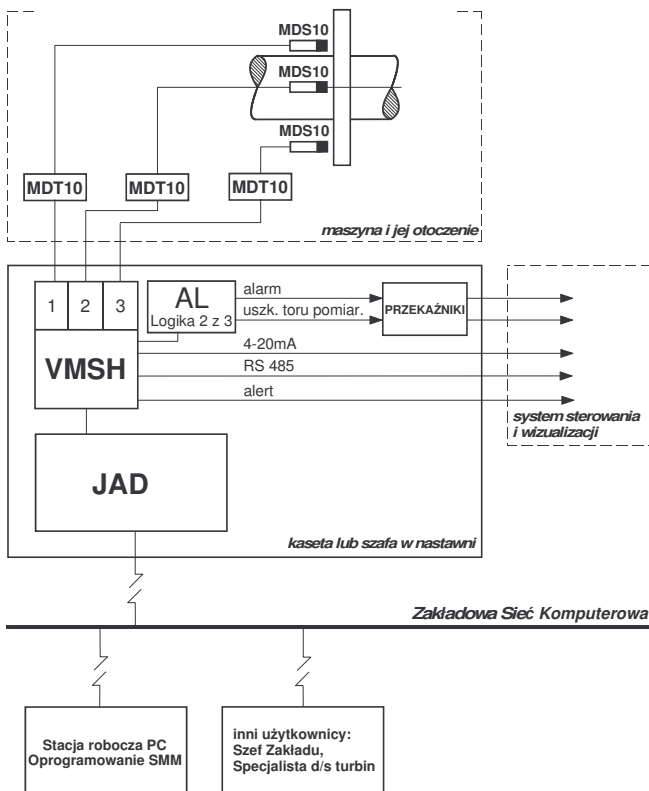 MDS10
MDS10
MDS10
MDT10
MDT10
MDT10
maszyna i jej otoczenie
1 2 3
AL
Logika 2 z 3
alarm
uszk. toru pomiar.
PRZEKAŹNIKI
VMSH
4-20mA
RS 485
alert
system sterowania
i wizualizacji
JAD
kaseta lub szafa w nastawni
Zakładowa Sieć Komputerowa
Stacja robocza PC
Oprogramowanie SMM
inni użytkownicy:
Szef Zakładu,
Specjalista d/s turbin